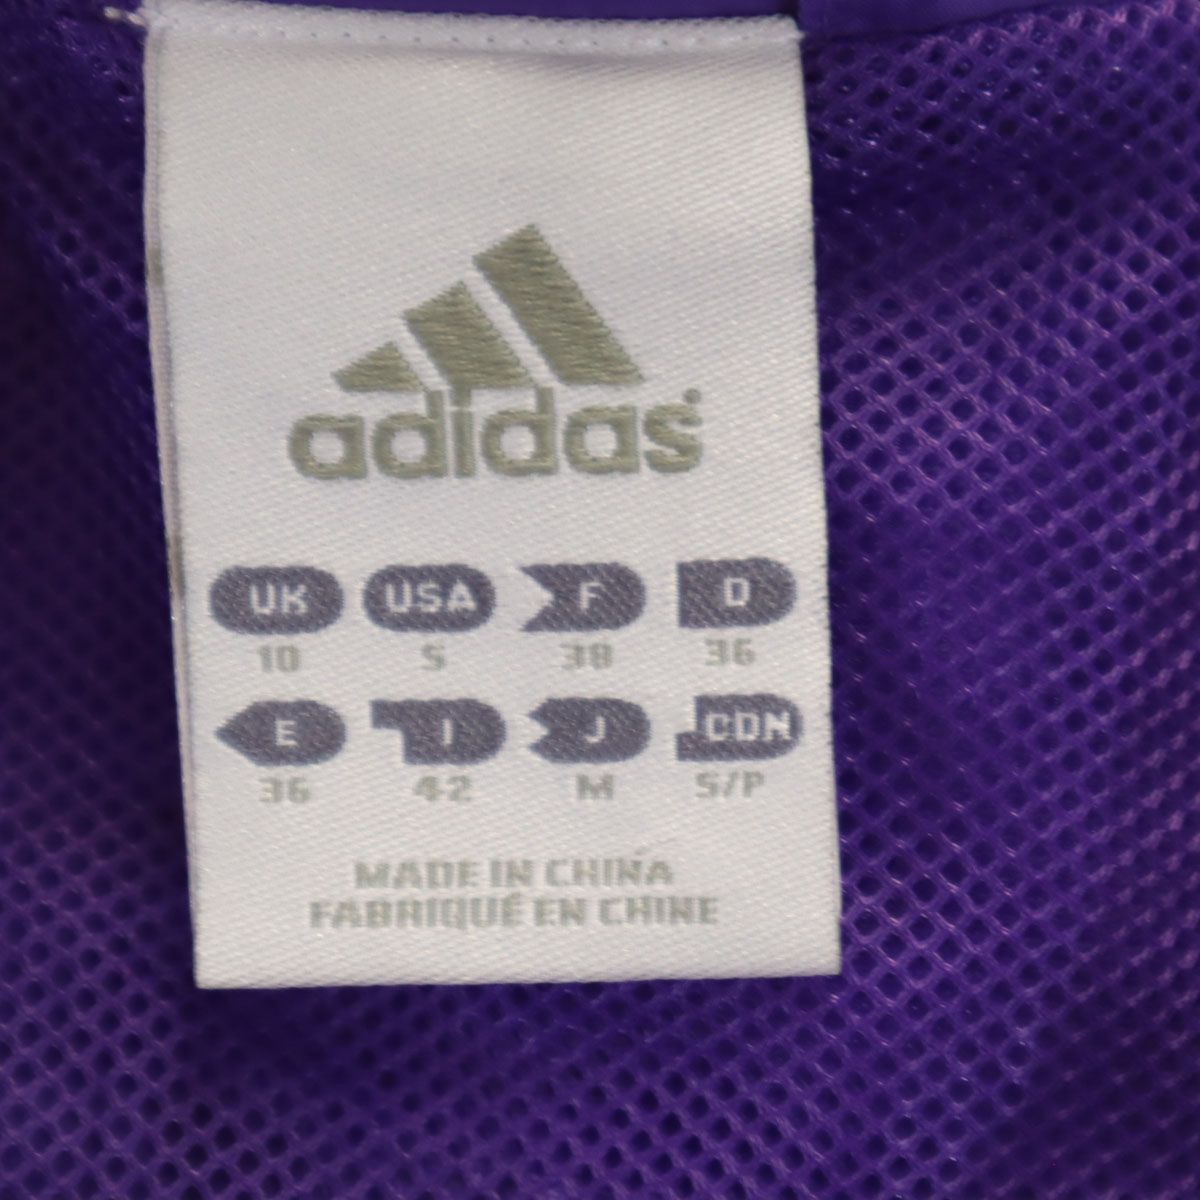 adidas
UK USA F D
10 S 38 36
E I J CDN
36 42 M S/P
MADE IN CHINA
FABRIQUÉ EN CHINE